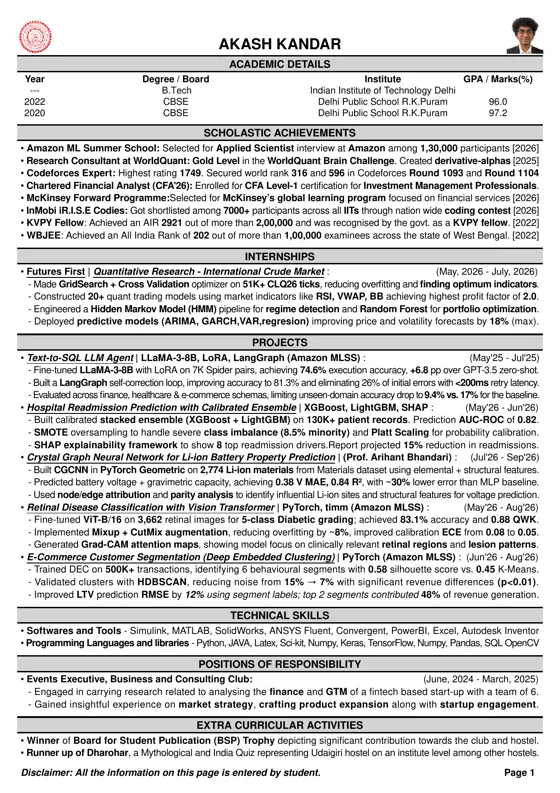 AKASH KANDAR
ACADEMIC DETAILS
Year Degree / Board Institute GPA / Marks(%)
--- B.Tech Indian Institute of Technology Delhi
2022 CBSE Delhi Public School R.K.Puram 96.0
2020 CBSE Delhi Public School R.K.Puram 97.2
SCHOLASTIC ACHIEVEMENTS
• Amazon ML Summer School: Selected for Applied Scientist interview at Amazon among 1,30,000 participants [2026]
• Research Consultant at WorldQuant: Gold Level in the WorldQuant Brain Challenge. Created derivative-alphas [2025]
• Codeforces Expert: Highest rating 1749. Secured world rank 316 and 596 in Codeforces Round 1093 and Round 1104
• Chartered Financial Analyst (CFA'26): Enrolled for CFA Level-1 certification for Investment Management Professionals.
• McKinsey Forward Programme:Selected for McKinsey's global learning program focused on financial services [2026]
• InMobi iR.I.S.E Codies: Got shortlisted among 7000+ participants across all IITs through nation wide coding contest [2026]
• KVPY Fellow: Achieved an AIR 2921 out of more than 2,00,000 and was recognised by the govt. as a KVPY fellow. [2022]
• WBJEE: Achieved an All India Rank of 202 out of more than 1,00,000 examinees across the state of West Bengal. [2022]
INTERNSHIPS
• Futures First | Quantitative Research - International Crude Market : (May, 2026 - July, 2026)
- Made GridSearch + Cross Validation optimizer on 51K+ CLQ26 ticks, reducing overfitting and finding optimum indicators.
- Constructed 20+ quant trading models using market indicators like RSI, VWAP, BB achieving highest profit factor of 2.0.
- Engineered a Hidden Markov Model (HMM) pipeline for regime detection and Random Forest for portfolio optimization.
- Deployed predictive models (ARIMA, GARCH,VAR,regresion) improving price and volatility forecasts by 18% (max).
PROJECTS
• Text-to-SQL LLM Agent | LLaMA-3-8B, LoRA, LangGraph (Amazon MLSS) : (May'25 - Jul'25)
- Fine-tuned LLaMA-3-8B with LoRA on 7K Spider pairs, achieving 74.6% execution accuracy, +6.8 pp over GPT-3.5 zero-shot.
- Built a LangGraph self-correction loop, improving accuracy to 81.3% and eliminating 26% of initial errors with <200ms retry latency.
- Evaluated across finance, healthcare & e-commerce schemas, limiting unseen-domain accuracy drop to 9.4% vs. 17% for the baseline.
• Hospital Readmission Prediction with Calibrated Ensemble | XGBoost, LightGBM, SHAP : (May'26 - Jun'26)
- Built calibrated stacked ensemble (XGBoost + LightGBM) on 130K+ patient records. Prediction AUC-ROC of 0.82.
- SMOTE oversampling to handle severe class imbalance (8.5% minority) and Platt Scaling for probability calibration.
- SHAP explainability framework to show 8 top readmission drivers.Report projected 15% reduction in readmissions.
• Crystal Graph Neural Network for Li-ion Battery Property Prediction | (Prof. Arihant Bhandari) : (Jul'26 - Sep'26)
- Built CGCNN in PyTorch Geometric on 2,774 Li-ion materials from Materials dataset using elemental + structural features.
- Predicted battery voltage + gravimetric capacity, achieving 0.38 V MAE, 0.84 R², with ~30% lower error than MLP baseline.
- Used node/edge attribution and parity analysis to identify influential Li-ion sites and structural features for voltage prediction.
• Retinal Disease Classification with Vision Transformer | PyTorch, timm (Amazon MLSS) : (May'26 - Aug'26)
- Fine-tuned ViT-B/16 on 3,662 retinal images for 5-class Diabetic grading; achieved 83.1% accuracy and 0.88 QWK.
- Implemented Mixup + CutMix augmentation, reducing overfitting by ~8%, improved calibration ECE from 0.08 to 0.05.
- Generated Grad-CAM attention maps, showing model focus on clinically relevant retinal regions and lesion patterns.
• E-Commerce Customer Segmentation (Deep Embedded Clustering) | PyTorch (Amazon MLSS) : (Jun'26 - Aug'26)
- Trained DEC on 500K+ transactions, identifying 6 behavioural segments with 0.58 silhouette score vs. 0.45 K-Means.
- Validated clusters with HDBSCAN, reducing noise from 15% → 7% with significant revenue differences (p<0.01).
- Improved LTV prediction RMSE by 12% using segment labels; top 2 segments contributed 48% of revenue generation.
TECHNICAL SKILLS
• Softwares and Tools - Simulink, MATLAB, SolidWorks, ANSYS Fluent, Convergent, PowerBI, Excel, Autodesk Inventor
• Programming Languages and libraries - Python, JAVA, Latex, Sci-kit, Numpy, Keras, TensorFlow, Numpy, Pandas, SQL OpenCV
POSITIONS OF RESPONSIBILITY
• Events Executive, Business and Consulting Club: (June, 2024 - March, 2025)
- Engaged in carrying research related to analysing the finance and GTM of a fintech based start-up with a team of 6.
- Gained insightful experience on market strategy, crafting product expansion along with startup engagement.
EXTRA CURRICULAR ACTIVITIES
• Winner of Board for Student Publication (BSP) Trophy depicting significant contribution towards the club and hostel.
• Runner up of Dharohar, a Mythological and India Quiz representing Udaigiri hostel on an institute level among other hostels.
Disclaimer: All the information on this page is entered by student. Page 1